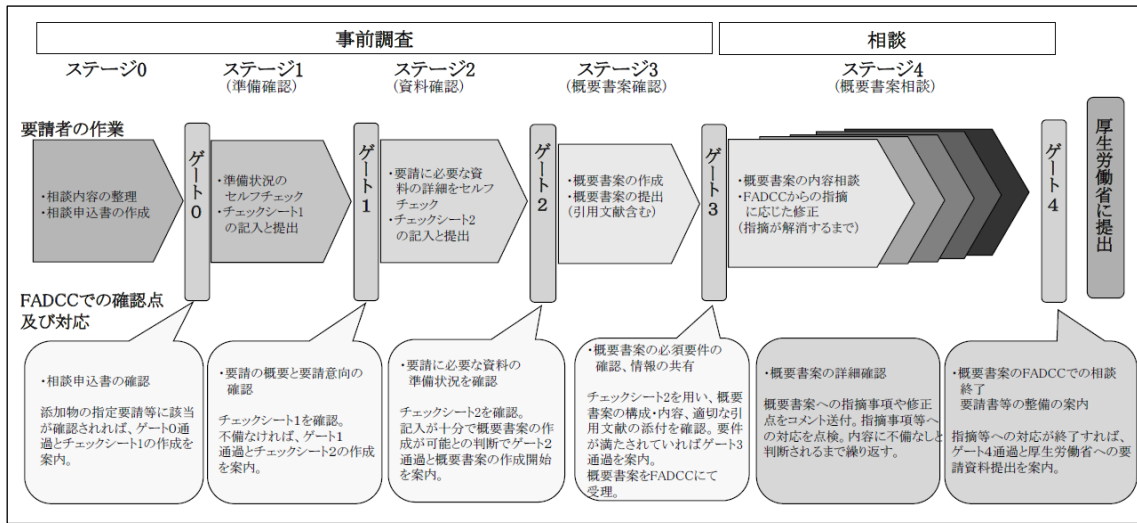 事前調査
相談
ステージ0
ステージ1
(準備確認)
ステージ2
(資料確認)
ステージ3
(概要書案確認)
ステージ4
(概要書案相談)
要請者の作業
・相談内容の整理
・相談申込書の作成
ゲート0
・準備状況の
セルフチェック
・チェックシート1
の記入と提出
ゲート1
・要請に必要な資
料の詳細をセルフ
チェック
・チェックシート2
の記入と提出
ゲート2
・概要書案の作成
・概要書案の提出
(引用文献含む)
ゲート3
・概要書案の内容相談
・FADCCからの指摘
に応じた修正
(指摘が解消するまで)
ゲート4
厚生労働省に提出
FADCCでの確認点
及び対応
・相談申込書の確認
添加物の指定要請等に該当
が確認されれば、ゲート0通
過とチェックシート1の作成を
案内。
・要請の概要と要請意向の
確認
チェックシート1を確認。
不備なければ、ゲート1
通過とチェックシート2の作成
を案内。
・要請に必要な資料の
準備状況を確認
チェックシート2を確認。
記入が十分で概要書案の作
成が可能との判断でゲート2
通過と概要書案の作成開始
を案内。
・概要書案の必須要件の
確認、情報の共有
チェックシート2を用い、概要
書案の構成・内容、適切な引
用文献の添付を確認。要件
が満たされていればゲート3
通過を案内。
概要書案をFADCCにて
受理。
・概要書案の詳細確認
概要書案への指摘事項や修正
点をコメント送付。指摘事項等へ
の対応を点検。内容に不備なしと
判断されるまで繰り返す。
・概要書案のFADCCでの相談
終了
要請書等の整備の案内
指摘等への対応が終了すれば、
ゲート4通過と厚生労働省への要
請資料提出を案内。